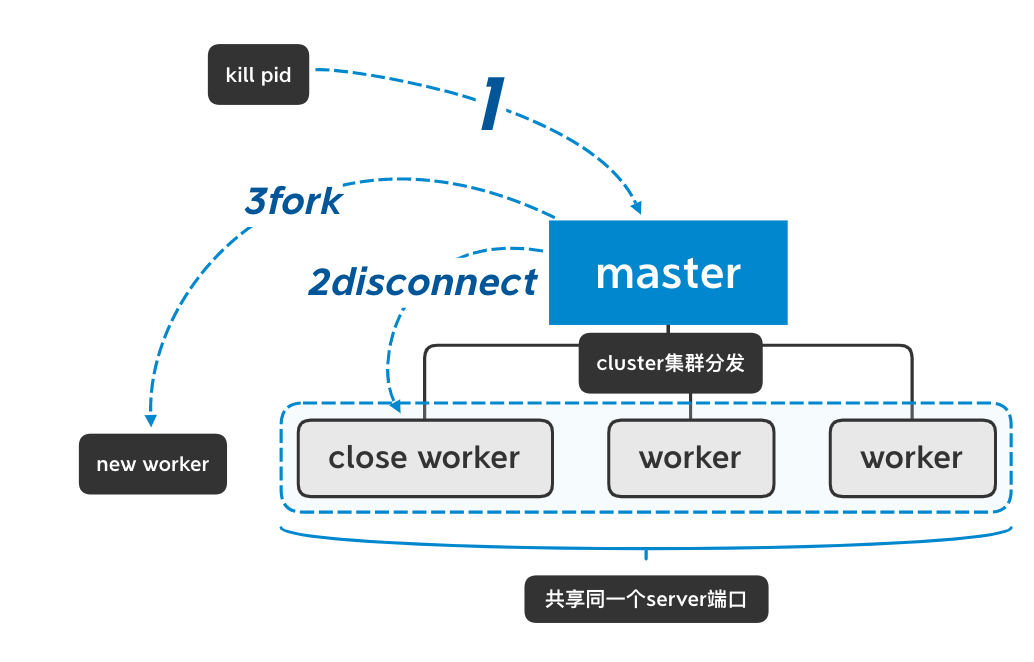 kill pid
1
3fork
2disconnect
master
cluster集群分发
close worker
worker
worker
new worker
共享同一个server端口